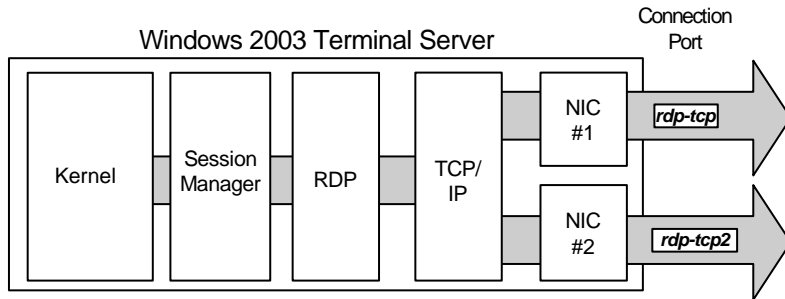 Connection
Port
Windows 2003 Terminal Server
Kernel
Session
Manager
RDP
TCP/
IP
NIC
#1
rdp-tcp
NIC
#2
rdp-tcp2